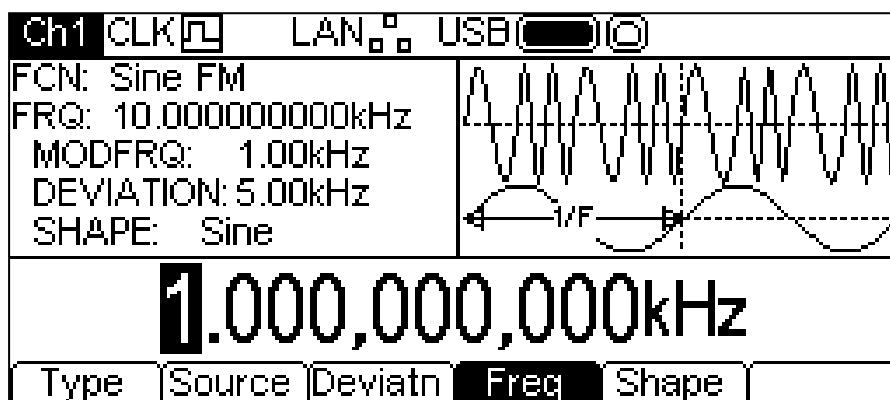 Ch1 CLK LAN USB
FCN: Sine FM
FRQ: 10.000000000kHz
MODFRQ: 1.00kHz
DEVIATION: 5.00kHz
SHAPE: Sine
1/F
1.000,000,000kHz
Type Source Deviatn Freq Shape